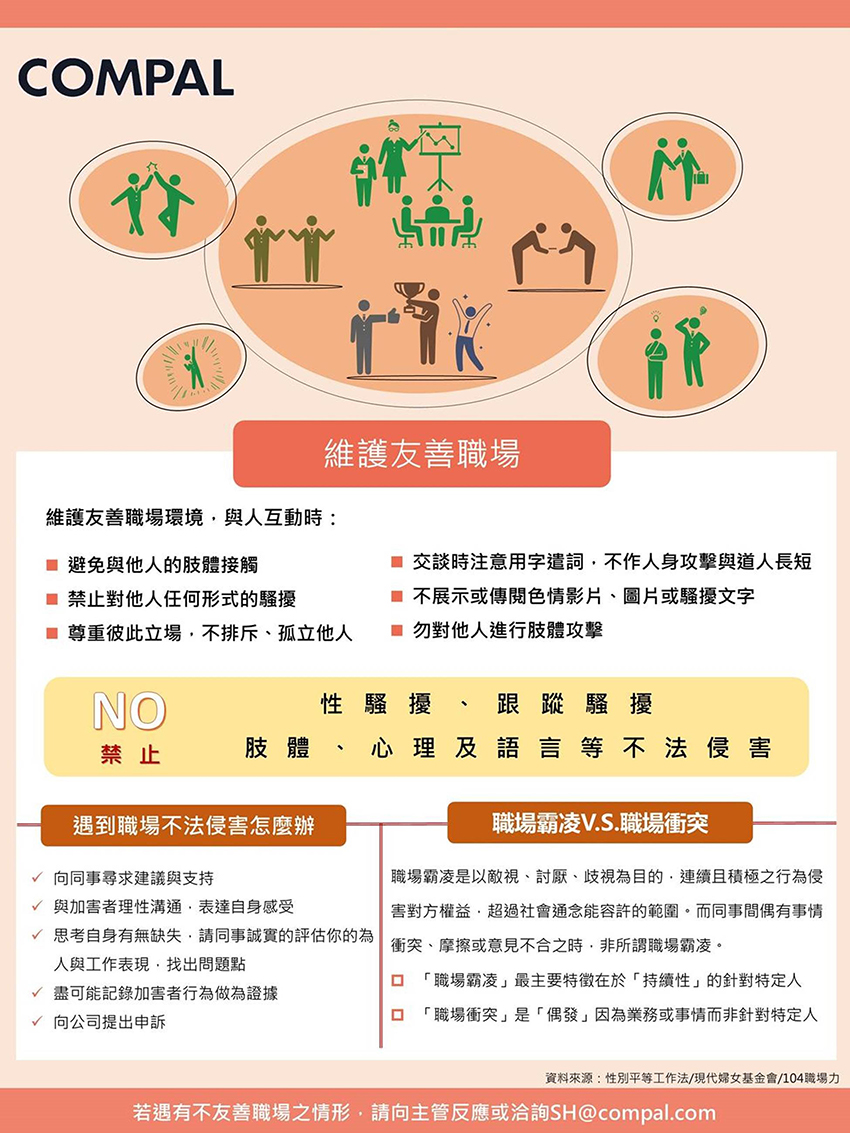 COMPAL
維護友善職場
維護友善職場環境，與人互動時：
避免與他人的肢體接觸
禁止對他人任何形式的騷擾
尊重彼此立場，不排斥、孤立他人
交談時注意用字遣詞，不作人身攻擊與道人長短
不展示或傳閱色情影片、圖片或騷擾文字
勿對他人進行肢體攻擊
NO
禁止
性騷擾、跟蹤騷擾
肢體、心理及語言等不法侵害
遇到職場不法侵害怎麼辦
向同事尋求建議與支持
與加害者理性溝通，表達自身感受
思考自身有無缺失，請同事誠實的評估你的為
人與工作表現，找出問題點
盡可能記錄加害者行為做為證據
向公司提出申訴
職場霸凌V.S.職場衝突
職場霸凌是以敵視、討厭、歧視為目的，連續且積極之行為侵
害對方權益，超過社會通念能容許的範圍。而同事間偶有事情
衝突、摩擦或意見不合之時，非所謂職場霸凌。
「職場霸凌」最主要特徵在於「持續性」的針對特定人
「職場衝突」是「偶發」因為業務或事情而非針對特定人
資料來源：性別平等工作法/現代婦女基金會/104職場力
若遇有不友善職場之情形，請向主管反應或洽詢SH@compal.com